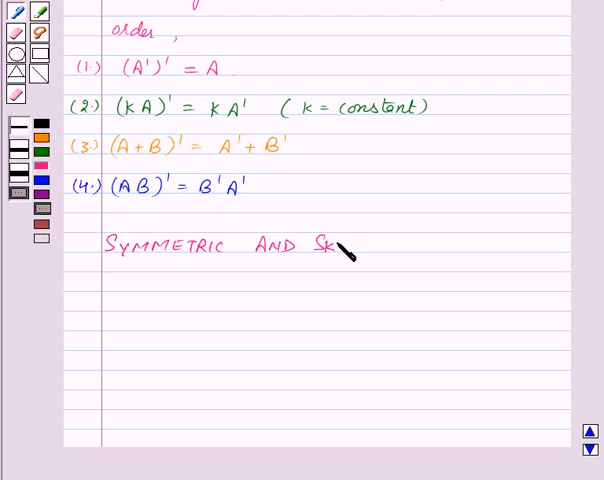 order,
(1.) (A')' = A
(2.) (KA)' = KA' (K = constant)
(3.) (A+B)' = A' + B'
(4.) (AB)' = B'A'
SYMMETRIC AND SK